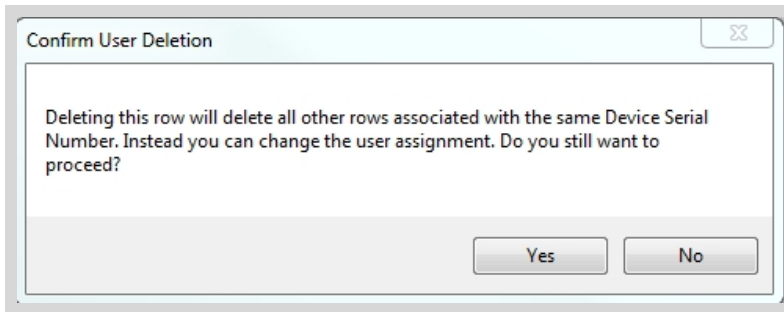 Confirm User Deletion
Deleting this row will delete all other rows associated with the same Device Serial
Number. Instead you can change the user assignment. Do you still want to
proceed?
Yes
No